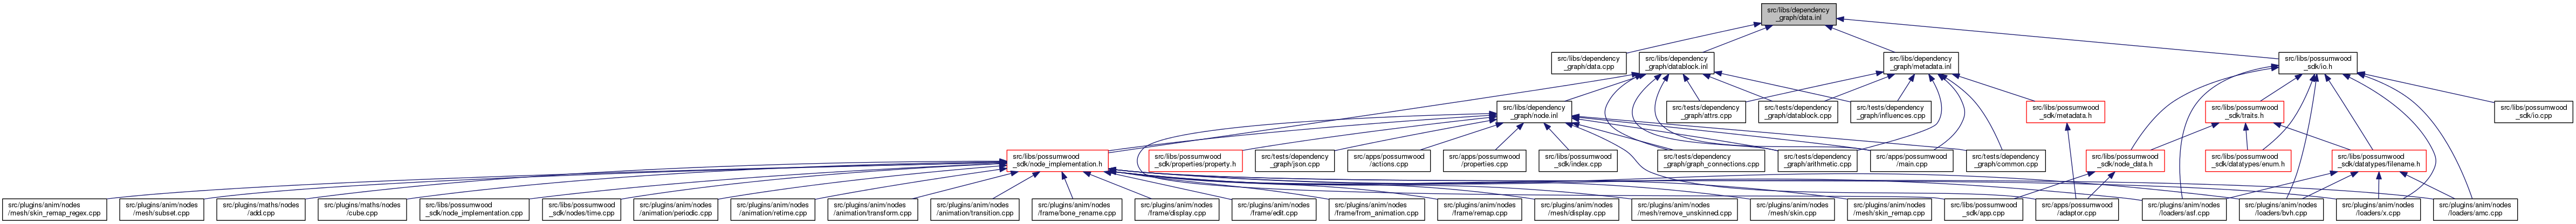 src/libs/dependency
_graph/data.inl
src/libs/dependency
_graph/data.cpp
src/libs/dependency
_graph/datablock.inl
src/libs/dependency
_graph/metadata.inl
src/libs/possumwood
_sdk/io.h
src/libs/dependency
_graph/node.inl
src/tests/dependency
_graph/attrs.cpp
src/tests/dependency
_graph/datablock.cpp
src/tests/dependency
_graph/influences.cpp
src/libs/possumwood
_sdk/metadata.h
src/libs/possumwood
_sdk/traits.h
src/libs/possumwood
_sdk/io.cpp
src/libs/possumwood
_sdk/node_implementation.h
src/libs/possumwood
_sdk/properties/property.h
src/tests/dependency
_graph/json.cpp
src/apps/possumwood
/actions.cpp
src/apps/possumwood
/properties.cpp
src/libs/possumwood
_sdk/index.cpp
src/tests/dependency
_graph/graph_connections.cpp
src/tests/dependency
_graph/arithmetic.cpp
src/apps/possumwood
/main.cpp
src/tests/dependency
_graph/common.cpp
src/libs/possumwood
_sdk/node_data.h
src/libs/possumwood
_sdk/datatypes/enum.h
src/libs/possumwood
_sdk/datatypes/filename.h
src/plugins/anim/nodes
/mesh/skin_remap_regex.cpp
src/plugins/anim/nodes
/mesh/subset.cpp
src/plugins/maths/nodes
/add.cpp
src/plugins/maths/nodes
/cube.cpp
src/libs/possumwood
_sdk/node_implementation.cpp
src/libs/possumwood
_sdk/nodes/time.cpp
src/plugins/anim/nodes
/animation/periodic.cpp
src/plugins/anim/nodes
/animation/retime.cpp
src/plugins/anim/nodes
/animation/transform.cpp
src/plugins/anim/nodes
/animation/transition.cpp
src/plugins/anim/nodes
/frame/bone_rename.cpp
src/plugins/anim/nodes
/frame/display.cpp
src/plugins/anim/nodes
/frame/edit.cpp
src/plugins/anim/nodes
/frame/from_animation.cpp
src/plugins/anim/nodes
/frame/remap.cpp
src/plugins/anim/nodes
/mesh/display.cpp
src/plugins/anim/nodes
/mesh/remove_unskinned.cpp
src/plugins/anim/nodes
/mesh/skin.cpp
src/plugins/anim/nodes
/mesh/skin_remap.cpp
src/libs/possumwood
_sdk/app.cpp
src/apps/possumwood
/adaptor.cpp
src/plugins/anim/nodes
/loaders/asf.cpp
src/plugins/anim/nodes
/loaders/bvh.cpp
src/plugins/anim/nodes
/loaders/x.cpp
src/plugins/anim/nodes
/loaders/amc.cpp